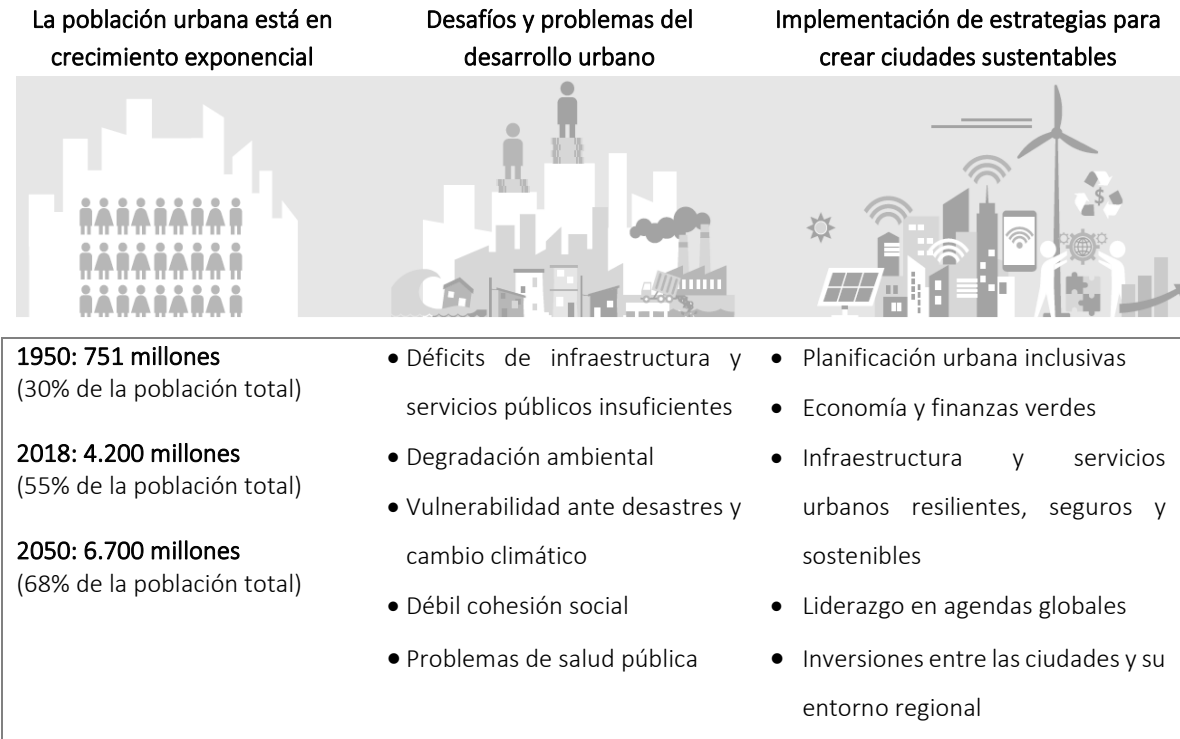 La población urbana está en
crecimiento exponencial
Desafíos y problemas del
desarrollo urbano
Implementación de estrategias para
crear ciudades sustentables
$
1950: 751 millones
(30% de la población total)
2018: 4.200 millones
(55% de la población total)
2050: 6.700 millones
(68% de la población total)
• Déficits de infraestructura y
servicios públicos insuficientes
• Degradación ambiental
• Vulnerabilidad ante desastres y
cambio climático
• Débil cohesión social
• Problemas de salud pública
• Planificación urbana inclusivas
• Economía y finanzas verdes
• Infraestructura y servicios
urbanos resilientes, seguros y
sostenibles
• Liderazgo en agendas globales
• Inversiones entre las ciudades y su
entorno regional